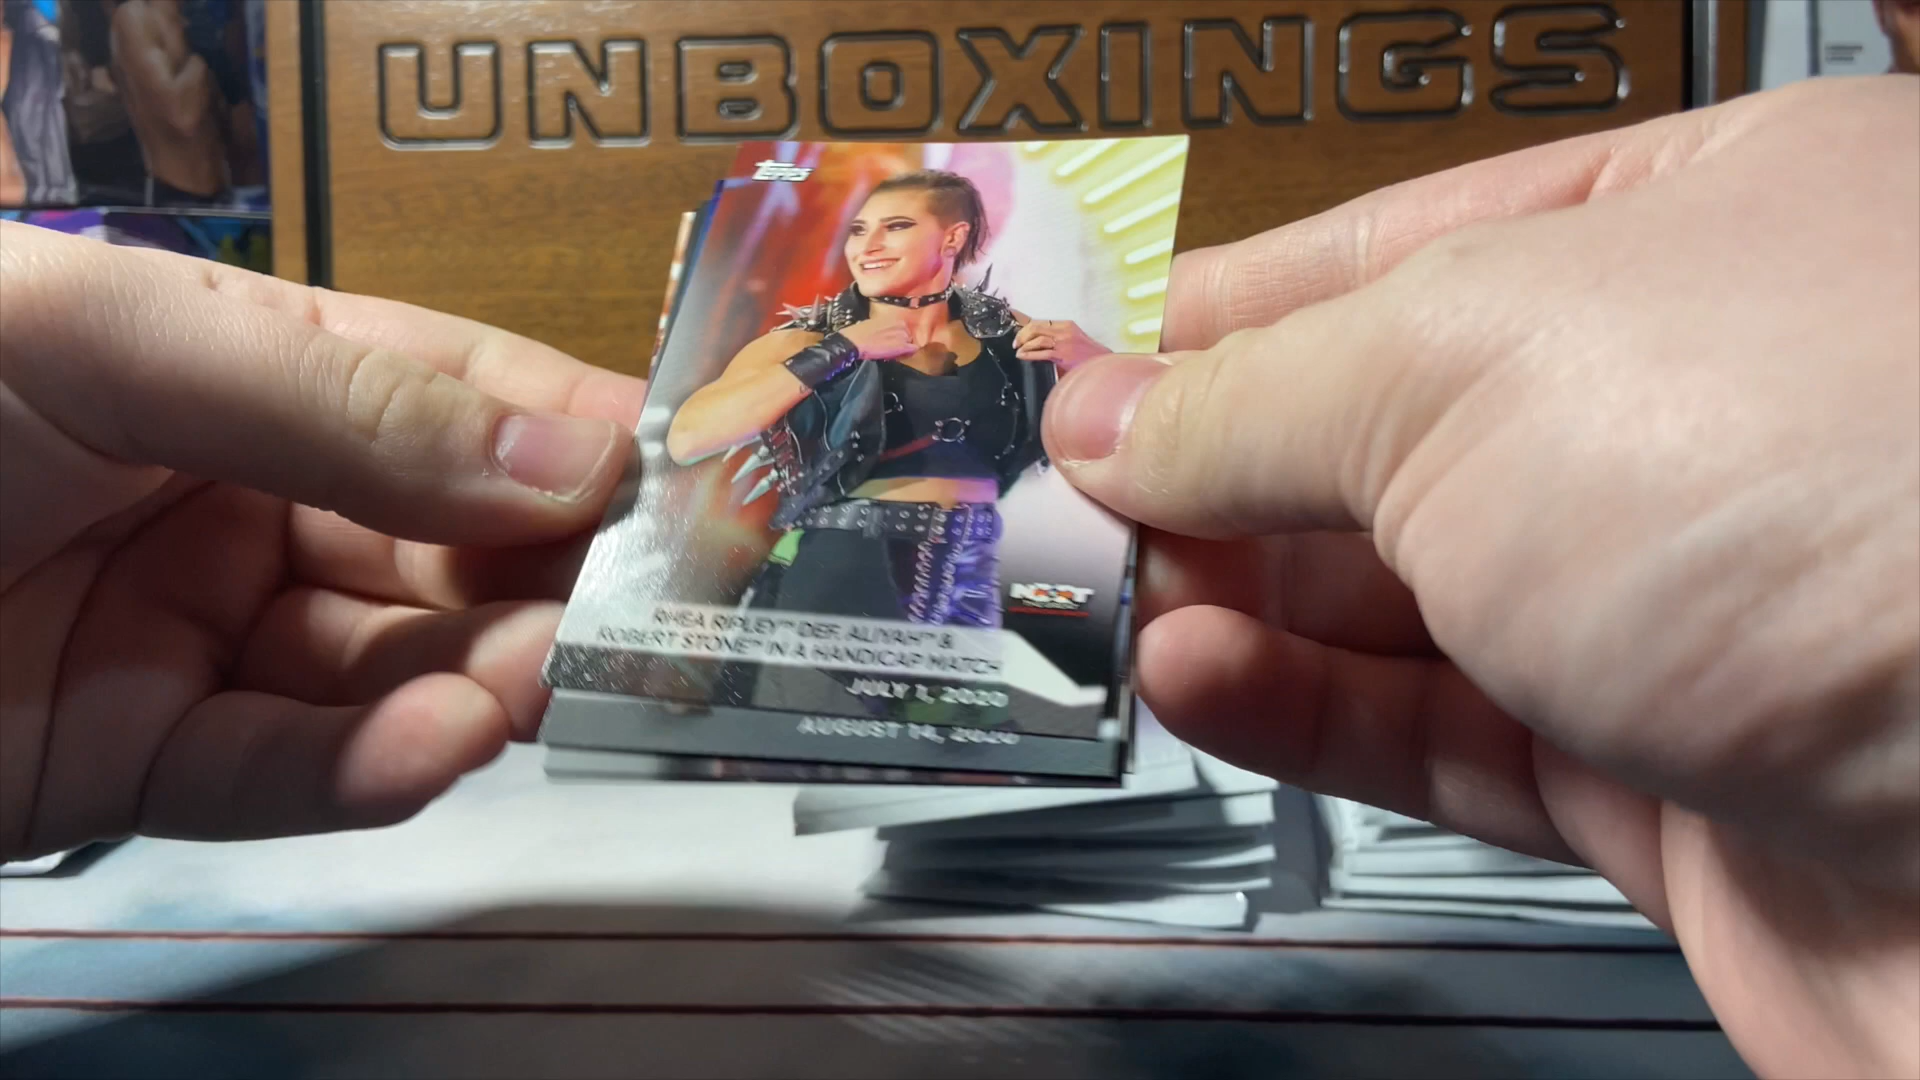 UNBOXINGS
Topps
NXT
RHEA RIPLEY™ DEF. ALIYAH™ &
ROBERT STONE™ IN A HANDICAP MATCH
JULY 1, 2020
AUGUST 14, 2020